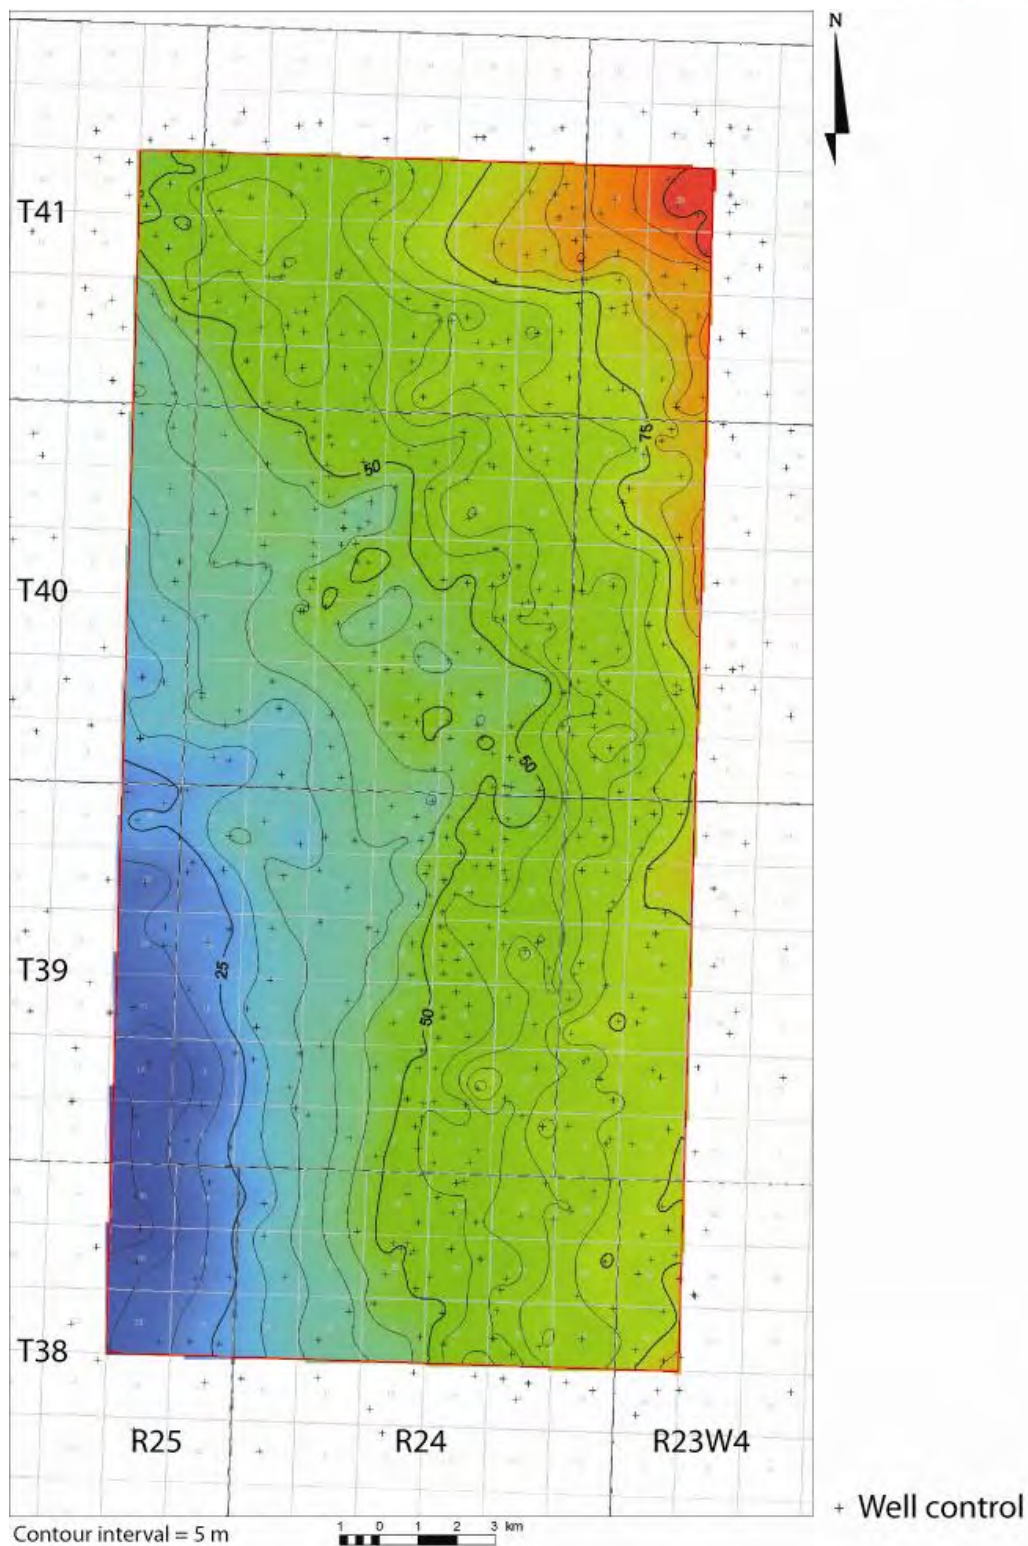 N
T41
75
50
T40
50
T39
25
50
T38
R25 R24 R23W4
+ Well control
Contour interval = 5 m
1 0 1 2 3 km